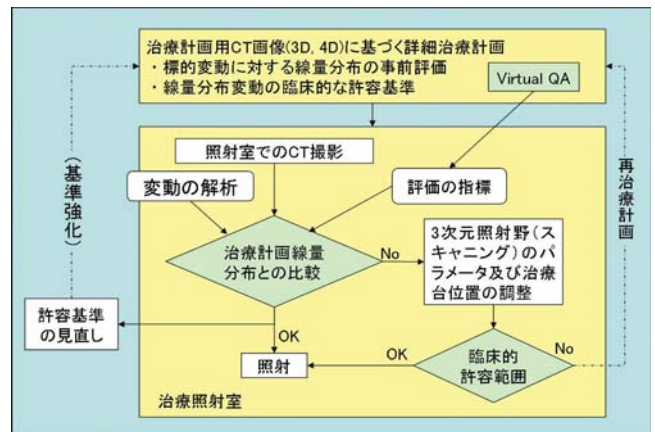 治療計画用CT画像(3D, 4D)に基づく詳細治療計画
・標的変動に対する線量分布の事前評価
・線量分布変動の臨床的な許容基準
Virtual QA
照射室でのCT撮影
変動の解析
評価の指標
(基準強化)
再治療計画
治療計画線量
分布との比較
No
3次元照射野(ス
キャニング)のパ
ラメータ及び治療
台位置の調整
許容基準
の見直し
OK
照射
OK
臨床的
許容範囲
No
治療照射室